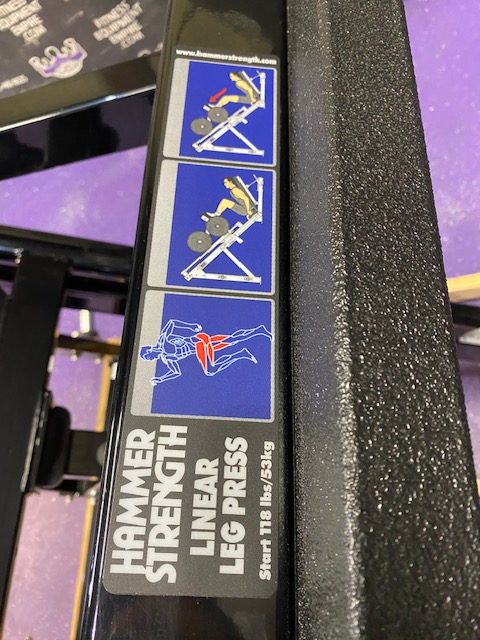 www.hammerstrength.com
HAMMER
STRENGTH
LINEAR
LEG PRESS
Start 118 lbs/53kg